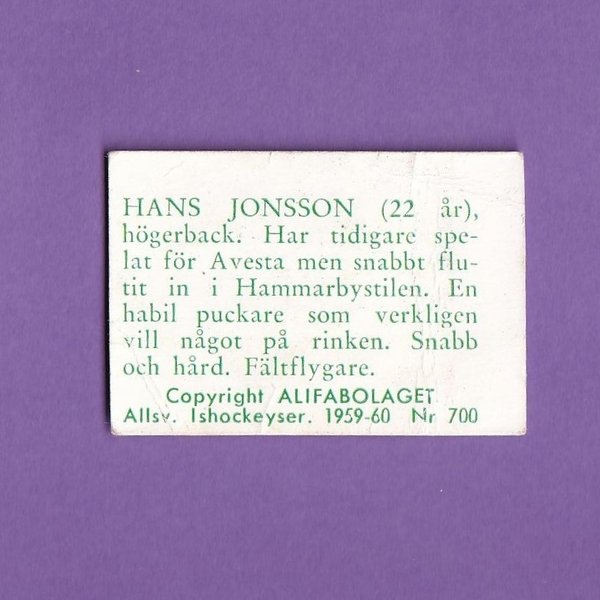 HANS JONSSON (22 år),
högerback. Har tidigare spe-
lat för Avesta men snabbt flu-
tit in i Hammarbystilen. En
habil puckare som verkligen
vill något på rinken. Snabb
och hård. Fältflygare.
Copyright ALIFABOLAGET
Allsv. Ishockeyser. 1959-60 Nr 700